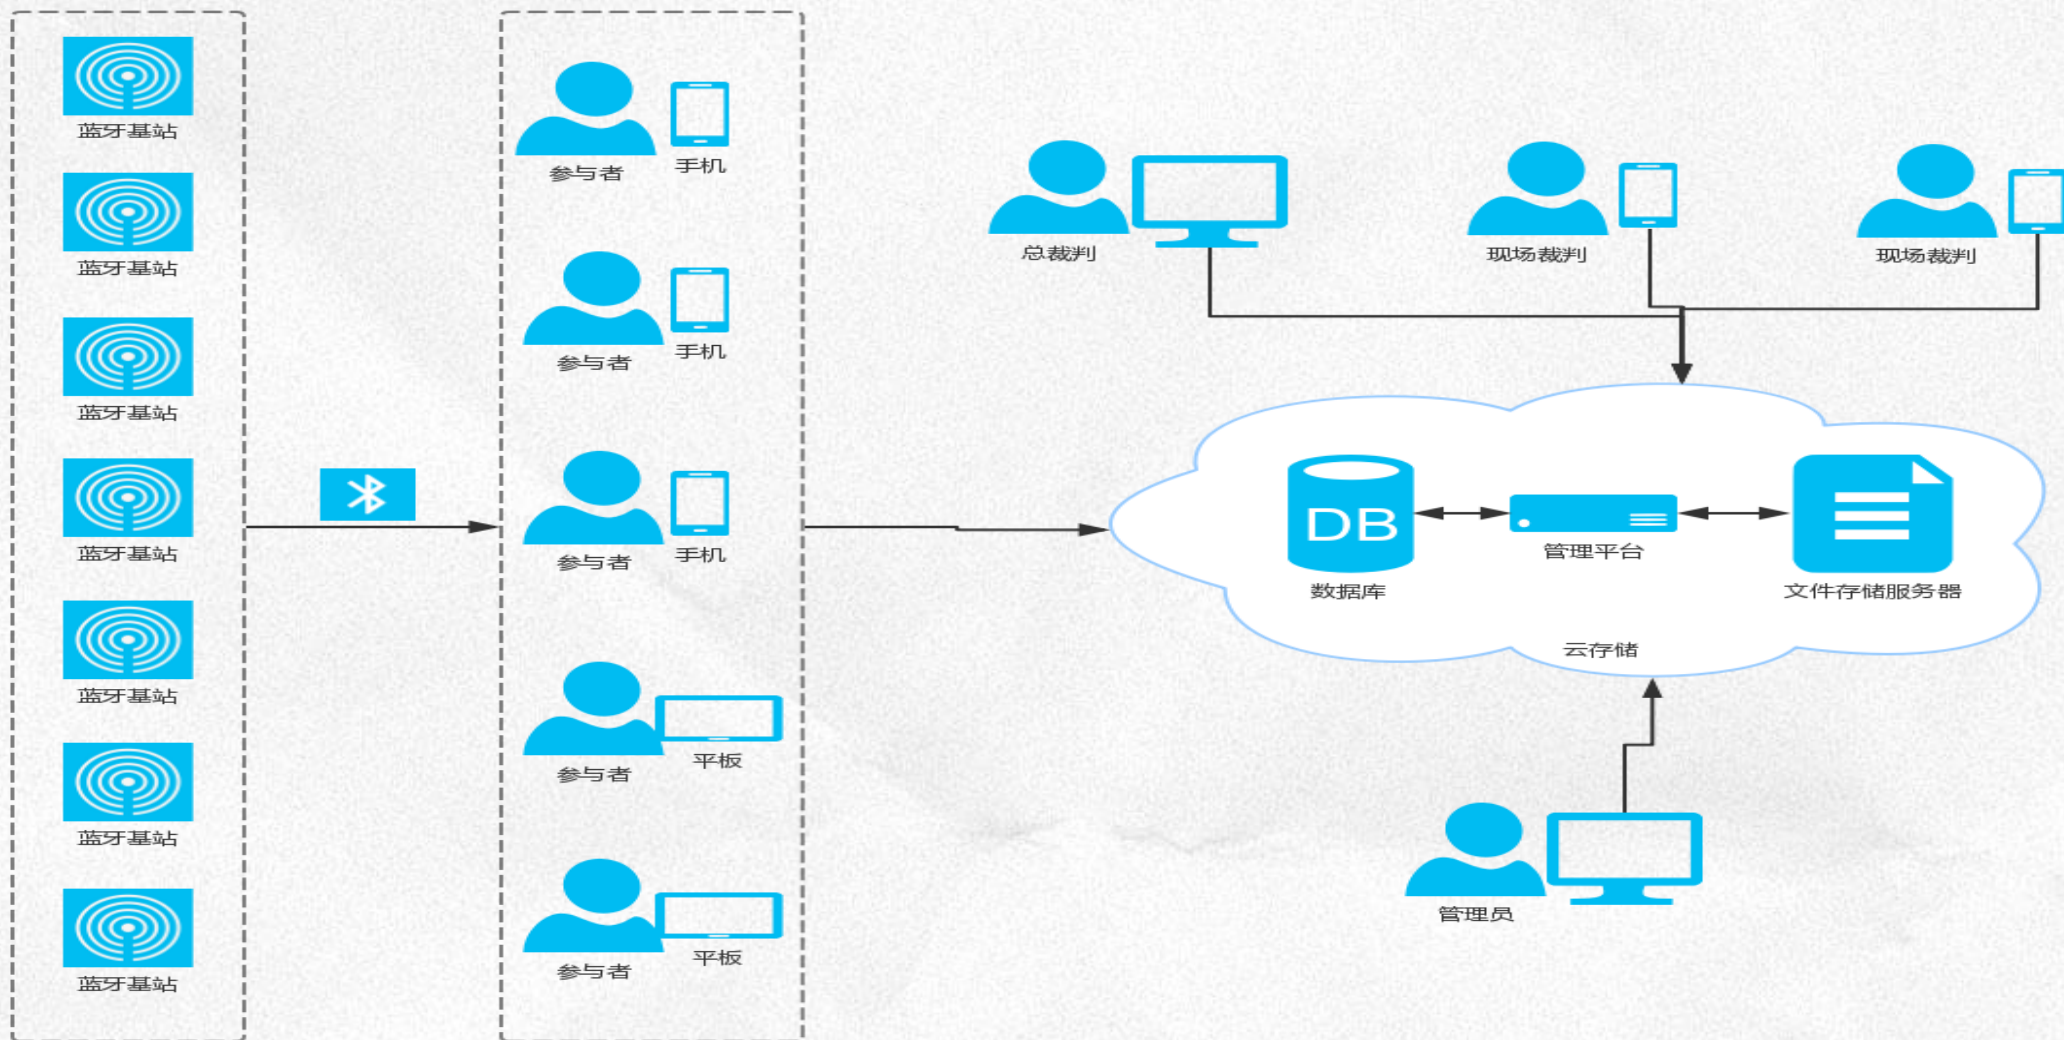 蓝牙基站
蓝牙基站
蓝牙基站
蓝牙基站
蓝牙基站
蓝牙基站
蓝牙基站
参与者
手机
参与者
手机
参与者
手机
参与者
平板
参与者
平板
总裁判
现场裁判
现场裁判
DB
数据库
管理平台
文件存储服务器
云存储
管理员